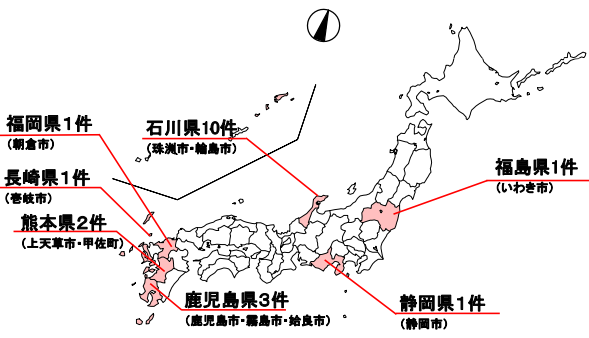 福岡県１件
(朝倉市)
石川県10件
(珠洲市・輪島市)
福島県１件
(いわき市)
長崎県１件
(壱岐市)
熊本県２件
(上天草市・甲佐町)
鹿児島県３件
(鹿児島市・霧島市・姶良市)
静岡県１件
(静岡市)